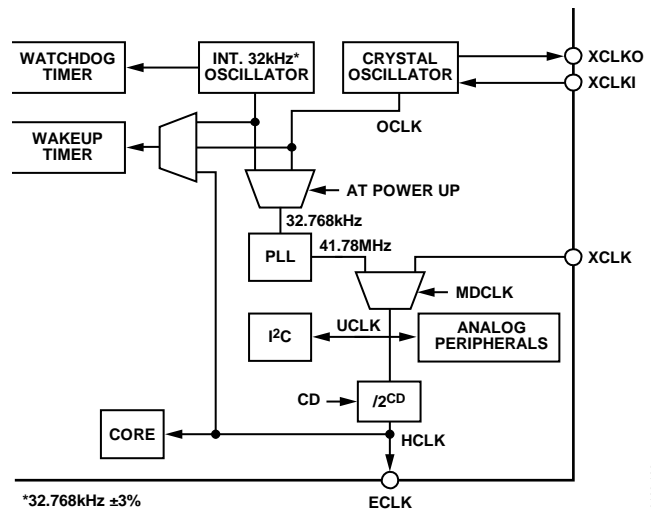 WATCHDOG
TIMER
INT. 32kHz*
OSCILLATOR
CRYSTAL
OSCILLATOR
XCLKO
XCLKI
OCLK
WAKEUP
TIMER
AT POWER UP
32.768kHz
PLL
41.78MHz
XCLK
MDCLK
I2C
UCLK
ANALOG
PERIPHERALS
CD
/2CD
CORE
HCLK
ECLK
*32.768kHz ±3%